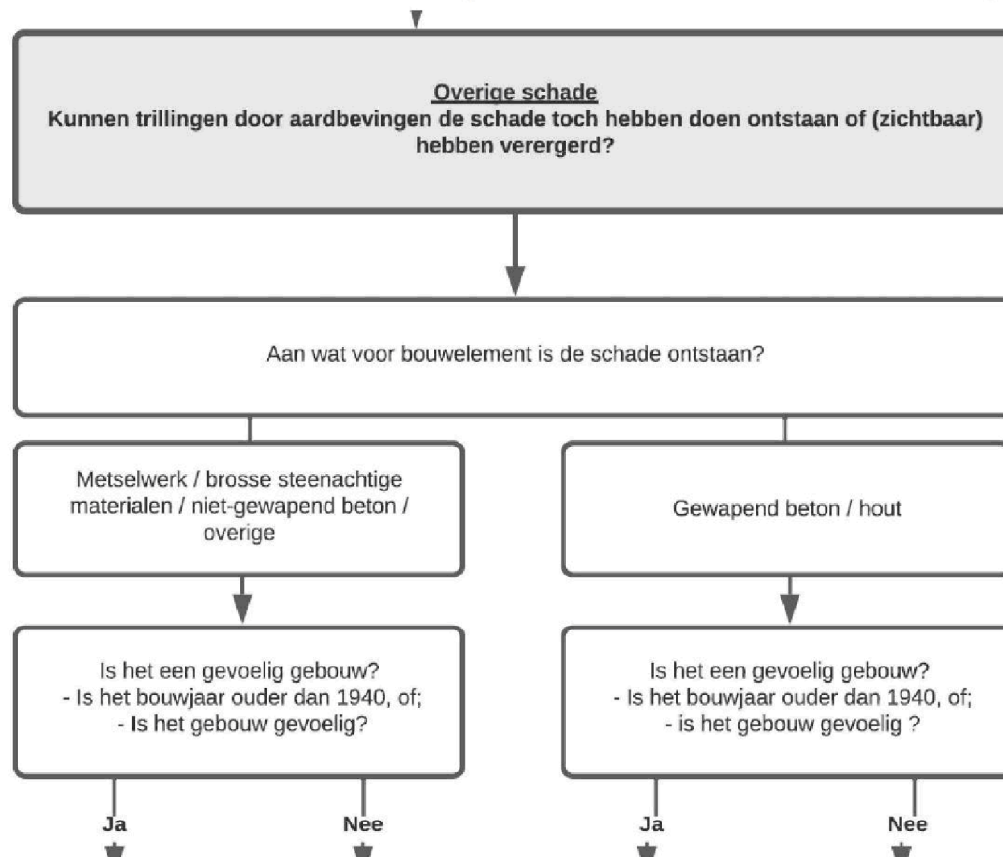 Overige schade
Kunnen trillingen door aardbevingen de schade toch hebben doen ontstaan of (zichtbaar)
hebben verergerd?
Aan wat voor bouwelement is de schade ontstaan?
Metselwerk / brosse steenachtige
materialen / niet-gewapend beton /
overige
Gewapend beton / hout
Is het een gevoelig gebouw?
- Is het bouwjaar ouder dan 1940, of;
- Is het gebouw gevoelig?
Is het een gevoelig gebouw?
- Is het bouwjaar ouder dan 1940, of;
- is het gebouw gevoelig ?
Ja
Nee
Ja
Nee